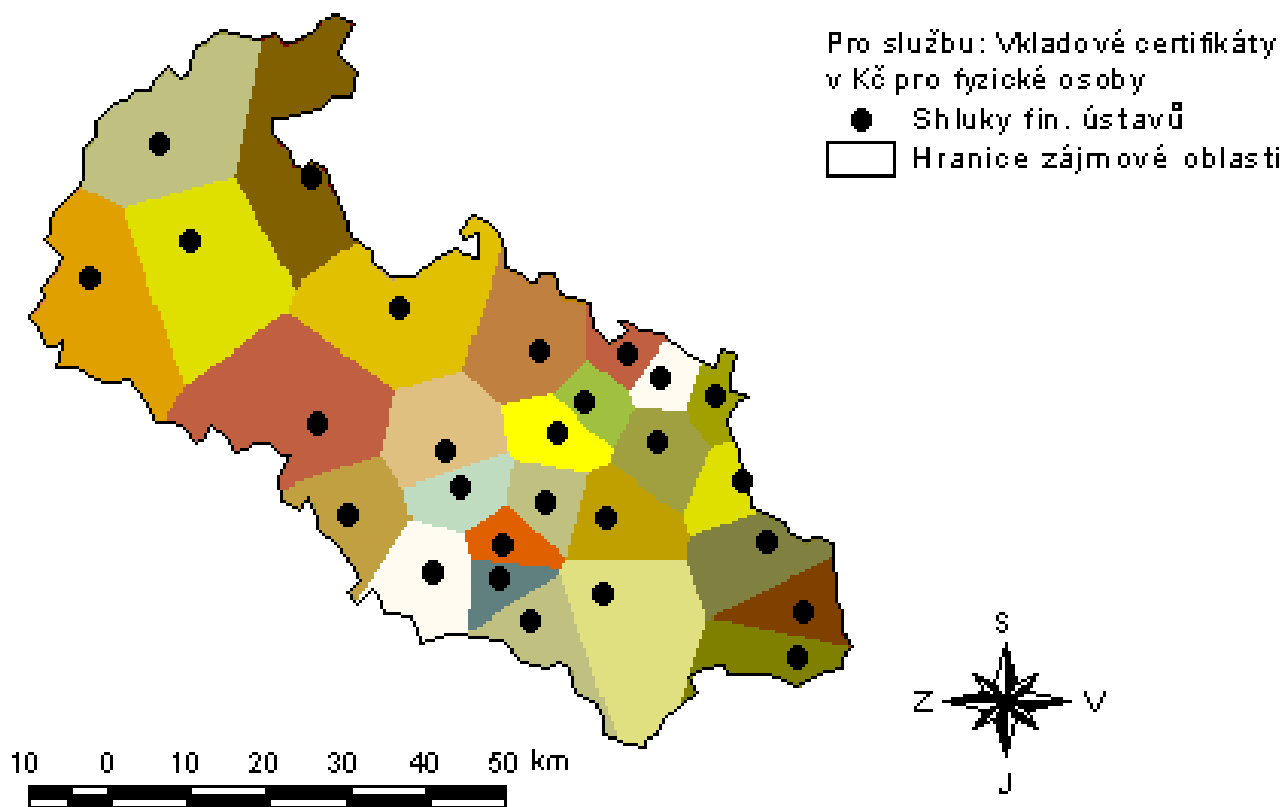 Pro službu: Vkladové certifikáty
v Kč pro fyzické osoby
Shluky fin. ústavů
Hranice zájmové oblasti
S
Z V
J
10 0 10 20 30 40 50 km